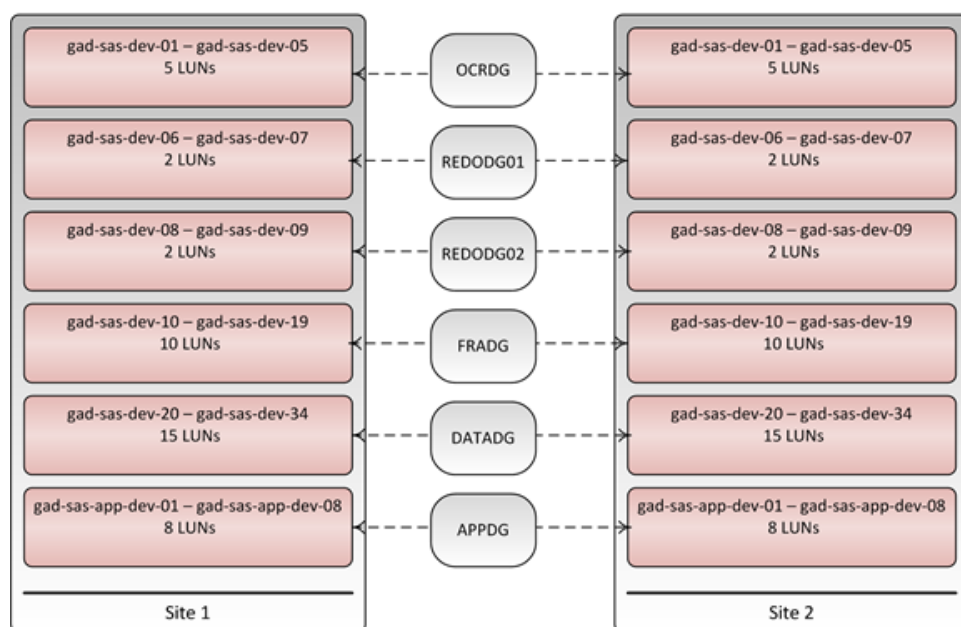 gad-sas-dev-01 – gad-sas-dev-05
5 LUNs
OCRDG
gad-sas-dev-01 – gad-sas-dev-05
5 LUNs
gad-sas-dev-06 – gad-sas-dev-07
2 LUNs
REDODG01
gad-sas-dev-06 – gad-sas-dev-07
2 LUNs
gad-sas-dev-08 – gad-sas-dev-09
2 LUNs
REDODG02
gad-sas-dev-08 – gad-sas-dev-09
2 LUNs
gad-sas-dev-10 – gad-sas-dev-19
10 LUNs
FRADG
gad-sas-dev-10 – gad-sas-dev-19
10 LUNs
gad-sas-dev-20 – gad-sas-dev-34
15 LUNs
DATADG
gad-sas-dev-20 – gad-sas-dev-34
15 LUNs
gad-sas-app-dev-01 – gad-sas-app-dev-08
8 LUNs
APPDG
gad-sas-app-dev-01 – gad-sas-app-dev-08
8 LUNs
Site 1
Site 2